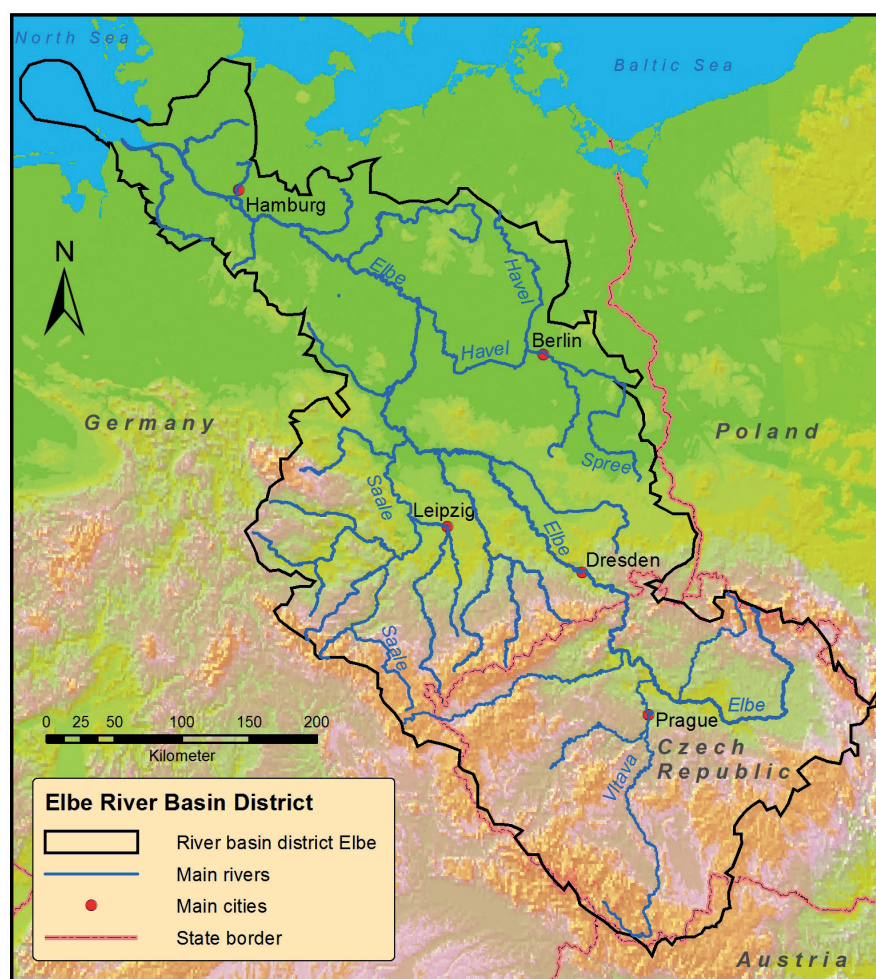 North Sea
Baltic Sea
Hamburg
N
Elbe
Havel
Berlin
Havel
Germany
Poland
Spree
Saale
Leipzig
Elbe
Dresden
Saale
Elbe
Prague
Czech
Republic
Vltava
0 25 50 100 150 200
Kilometer
Elbe River Basin District
River basin district Elbe
Main rivers
Main cities
State border
Austria